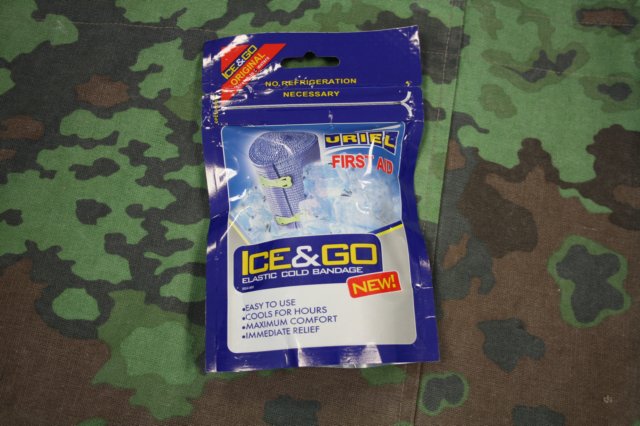 ICE&GO
ORIGINAL
NO REFRIGERATION
NECESSARY
URIEL
FIRST AID
ICE&GO
ELASTIC COLD BANDAGE
NEW!
•EASY TO USE
•COOLS FOR HOURS
•MAXIMUM COMFORT
•IMMEDIATE RELIEF